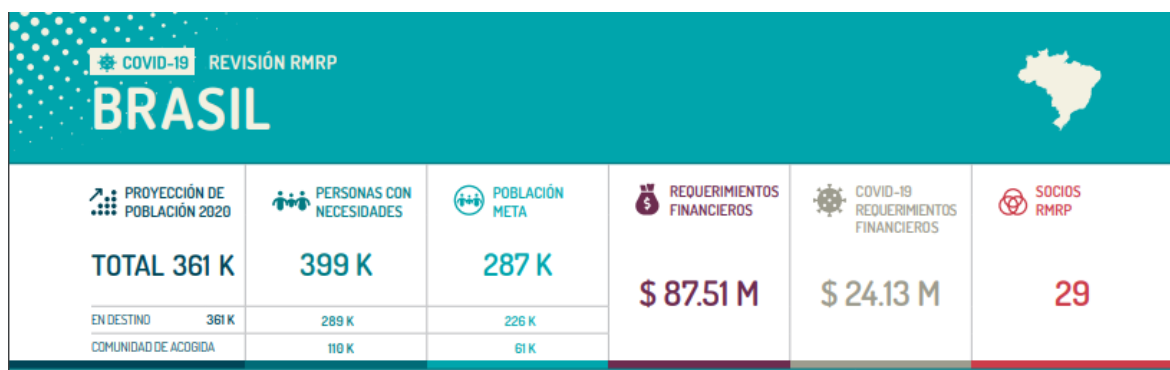 COVID-19 REVISIÓN RMRP
BRASIL
PROYECCIÓN DE
POBLACIÓN 2020
TOTAL 361 K
PERSONAS CON
NECESIDADES
399 K
POBLACIÓN
META
287 K
REQUERIMIENTOS
FINANCIEROS
$ 87.51 M
COVID-19
REQUERIMIENTOS
FINANCIEROS
$ 24.13 M
SOCIOS
RMRP
29
EN DESTINO 361 K 289 K 226 K
COMUNIDAD DE ACOGIDA 110 K 61 K